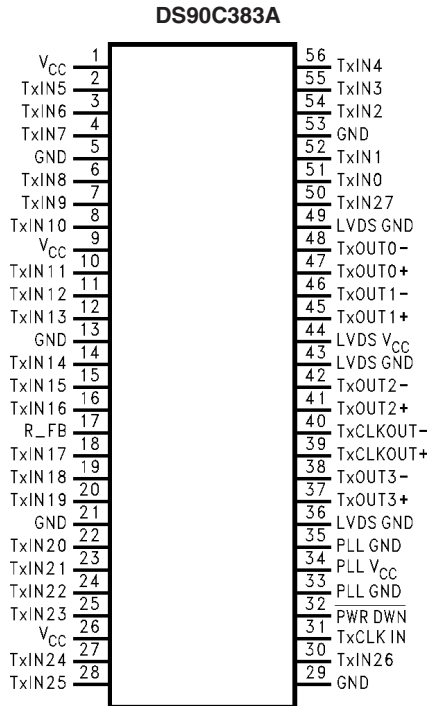 DS90C383A
VCC 1
TxIN5 2
TxIN6 3
TxIN7 4
GND 5
TxIN8 6
TxIN9 7
TxIN10 8
VCC 9
TxIN11 10
TxIN12 11
TxIN13 12
GND 13
TxIN14 14
TxIN15 15
TxIN16 16
R_FB 17
TxIN17 18
TxIN18 19
TxIN19 20
GND 21
TxIN20 22
TxIN21 23
TxIN22 24
TxIN23 25
VCC 26
TxIN24 27
TxIN25 28
56 TxIN4
55 TxIN3
54 TxIN2
53 GND
52 TxIN1
51 TxIN0
50 TxIN27
49 LVDS GND
48 TxOUT0−
47 TxOUT0+
46 TxOUT1−
45 TxOUT1+
44 LVDS VCC
43 LVDS GND
42 TxOUT2−
41 TxOUT2+
40 TxCLKOUT−
39 TxCLKOUT+
38 TxOUT3−
37 TxOUT3+
36 LVDS GND
35 PLL GND
34 PLL VCC
33 PLL GND
32 PWR DWN
31 TxCLK IN
30 TxIN26
29 GND